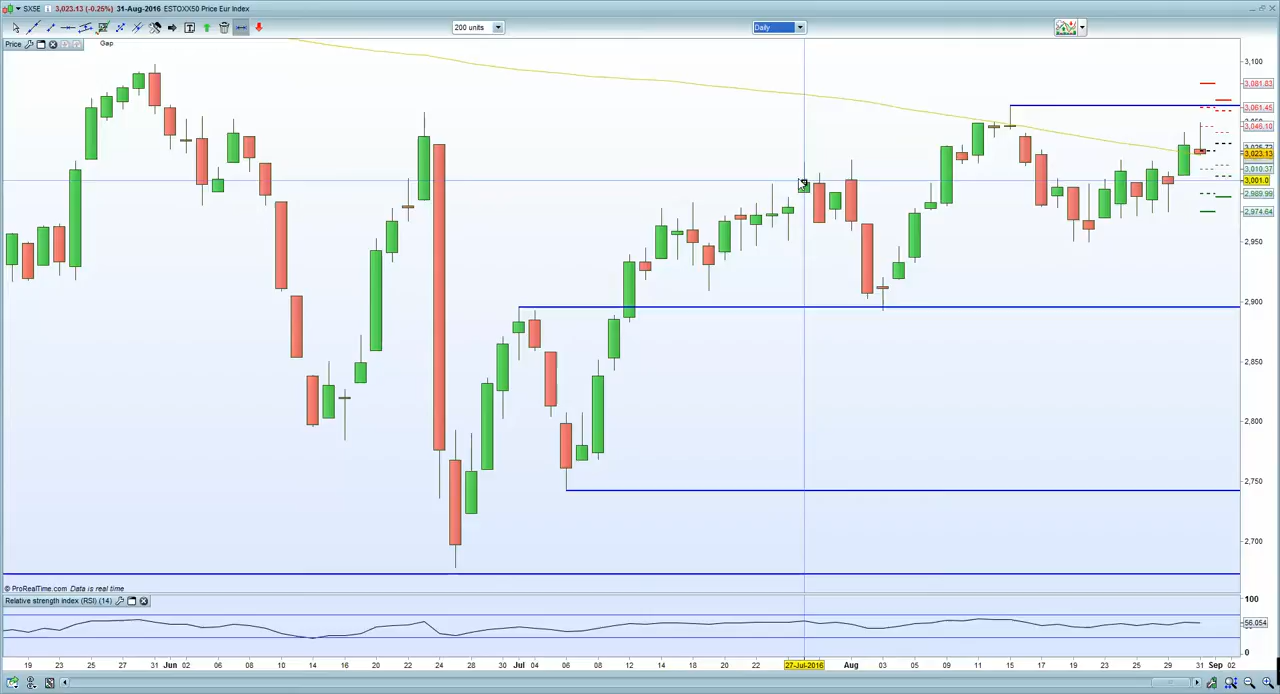 SX5E 3,023.13 (-0.25%) 31-Aug-2016 ESTOXX50 Price Eur Index
200 units
Daily
Price
Gap
3,100
3,081.83
3,061.45
3,046.10
3,023.13
3,010.37
3,001.0
2,989.99
2,974.64
2,950
2,900
2,850
2,800
2,750
2,700
© ProRealTime.com Data is real time
Relative strength index (RSI) (14)
100
56.054
0
19 23 25 27 31 Jun 02 06 08 10 14 16 20 22 24 28 30 Jul 04 06 08 12 14 18 20 22 27-Jul-2016 Aug 03 05 09 11 15 17 19 23 25 29 31 Sep 02